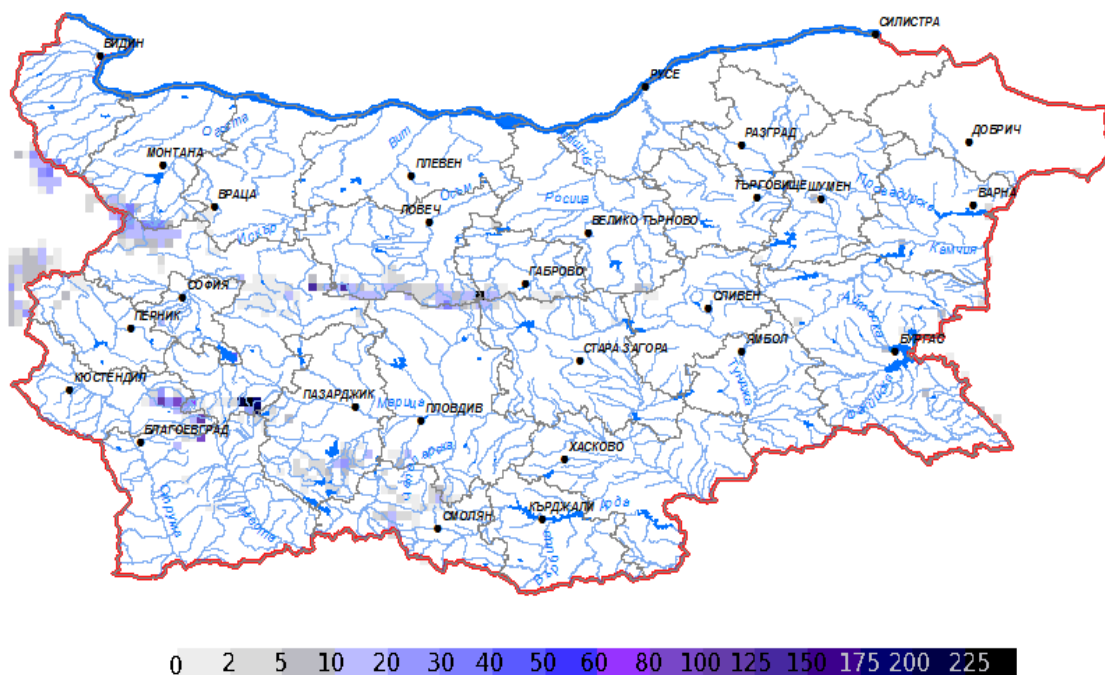 СИЛИСТРА
ВИДИН
РУСЕ
Огоста
Вит
РАЗГРАД
ДОБРИЧ
МОНТАНА
ПЛЕВЕН
ВРАЦА
Осъм
ТЪРГОВИЩЕ
ШУМЕН
Провадийска
ВАРНА
ЛОВЕЧ
Росица
ВЕЛИКО ТЪРНОВО
Искър
Камчия
ГАБРОВО
СОФИЯ
СЛИВЕН
ПЕРНИК
ЯМБОЛ
БУРГАС
СТАРА ЗАГОРА
КЮСТЕНДИЛ
Тунджа
ПАЗАРДЖИК
Марица
ПЛОВДИВ
БЛАГОЕВГРАД
ХАСКОВО
Струма
Места
КЪРДЖАЛИ
СМОЛЯН
Върбица
0 2 5 10 20 30 40 50 60 80 100 125 150 175 200 225